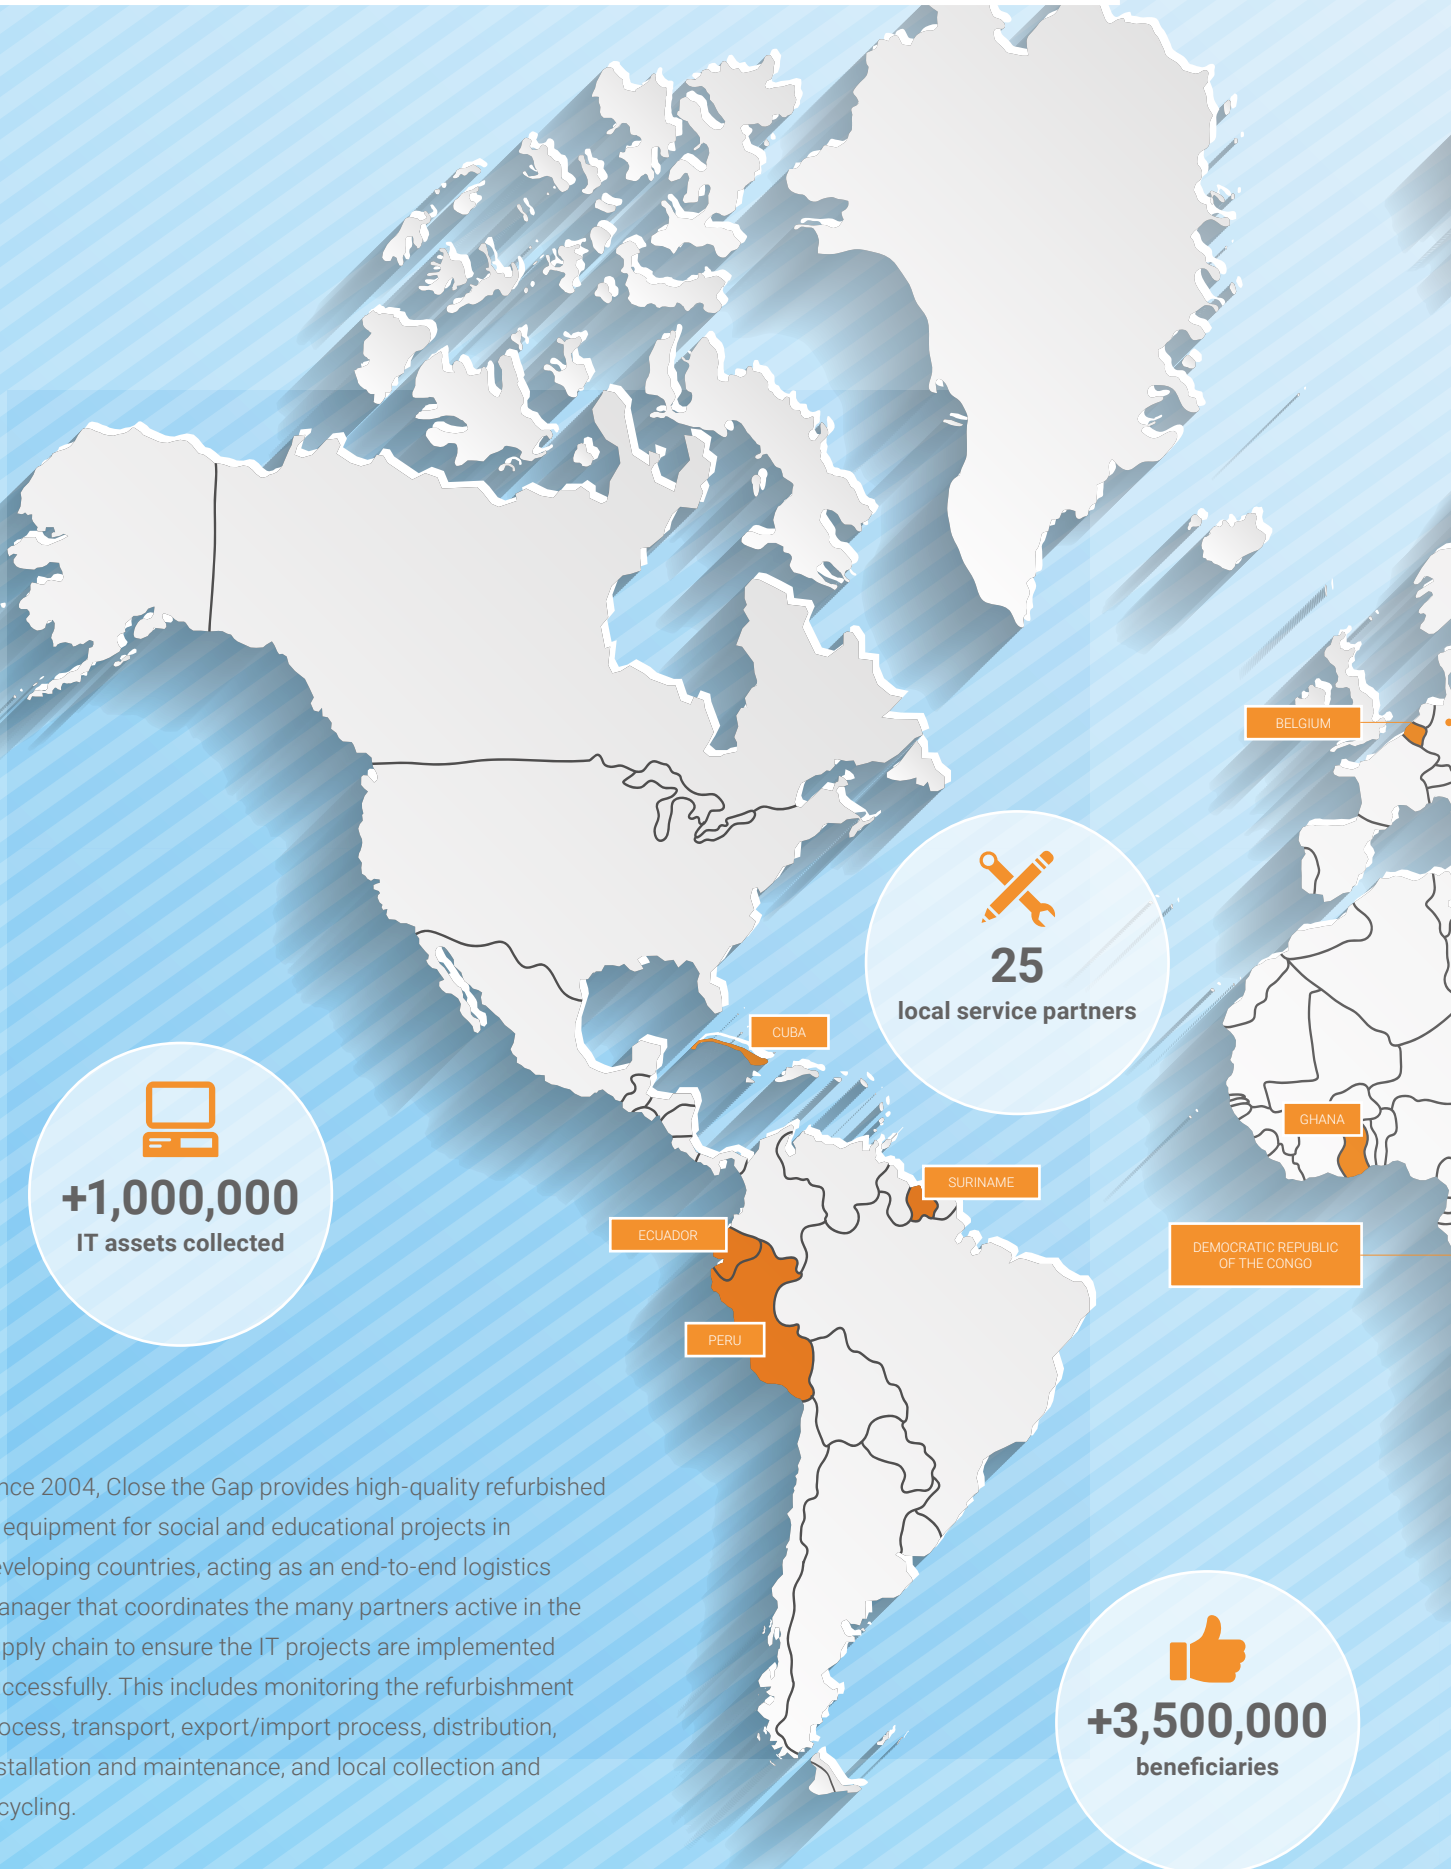 BELGIUM
25
local service partners
CUBA
GHANA
+1,000,000
IT assets collected
SURINAME
ECUADOR
DEMOCRATIC REPUBLIC
OF THE CONGO
PERU
nce 2004, Close the Gap provides high-quality refurbished
equipment for social and educational projects in
veloping countries, acting as an end-to-end logistics
anager that coordinates the many partners active in the
pply chain to ensure the IT projects are implemented
ccessfully. This includes monitoring the refurbishment
ocess, transport, export/import process, distribution,
stallation and maintenance, and local collection and
cycling.
+3,500,000
beneficiaries